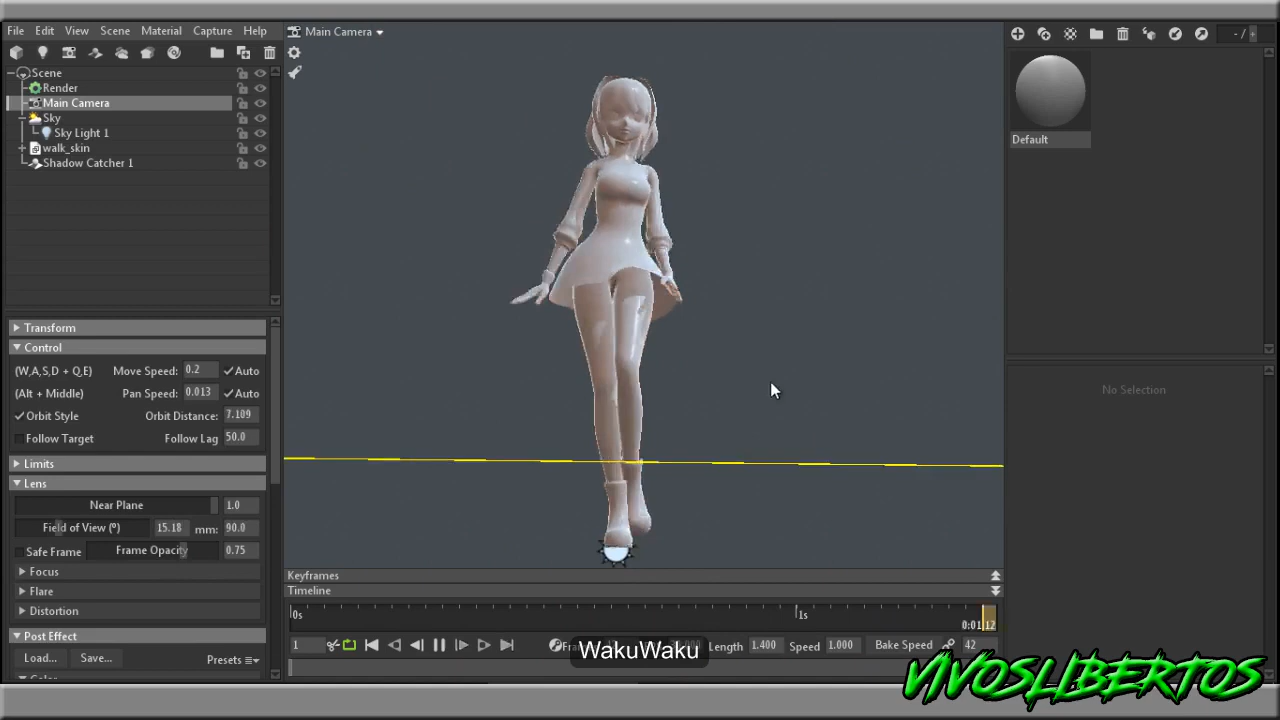 File Edit View Scene Material Capture Help
Main Camera
- / +
Scene
Render
Main Camera
Sky
Sky Light 1
walk_skin
Shadow Catcher 1
Default
Transform
Control
(W,A,S,D + Q,E) Move Speed: 0.2 Auto
(Alt + Middle) Pan Speed: 0.013 Auto
Orbit Style Orbit Distance: 7.109
Follow Target Follow Lag 50.0
Limits
Lens
Near Plane 1.0
Field of View (º) 15.18 mm: 90.0
Safe Frame Frame Opacity 0.75
Focus
Flare
Distortion
Post Effect
Load... Save... Presets
No Selection
Keyframes
Timeline
0s 1s
0:01.12
1 Length 1.400 Speed 1.000 Bake Speed 42
WakuWaku
VIVOSLIBERTOS